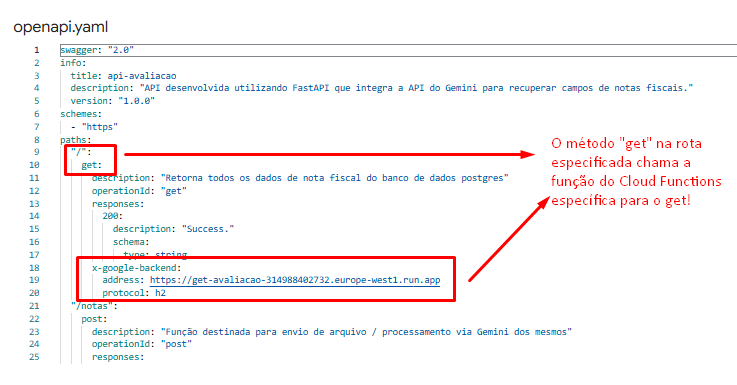 openapi.yaml
1 swagger: "2.0"
2 info:
3 title: api-avaliacao
4 description: "API desenvolvida utilizando FastAPI que integra a API do Gemini para recuperar campos de notas fiscais."
5 version: "1.0.0"
6 schemes:
7 - "https"
8 paths:
9 "/":
10 get:
11 description: "Retorna todos os dados de nota fiscal do banco de dados postgres"
12 operationId: "get"
13 responses:
14 200:
15 description: "Success."
16 schema:
17 type: string
18 x-google-backend:
19 address: https://get-avaliacao-314988402732.europe-west1.run.app
20 protocol: h2
21 "/notas":
22 post:
23 description: "Função destinada para envio de arquivo / processamento via Gemini dos mesmos"
24 operationId: "post"
25 responses:
O método "get" na rota
especificada chama a
função do Cloud Functions
específica para o get!